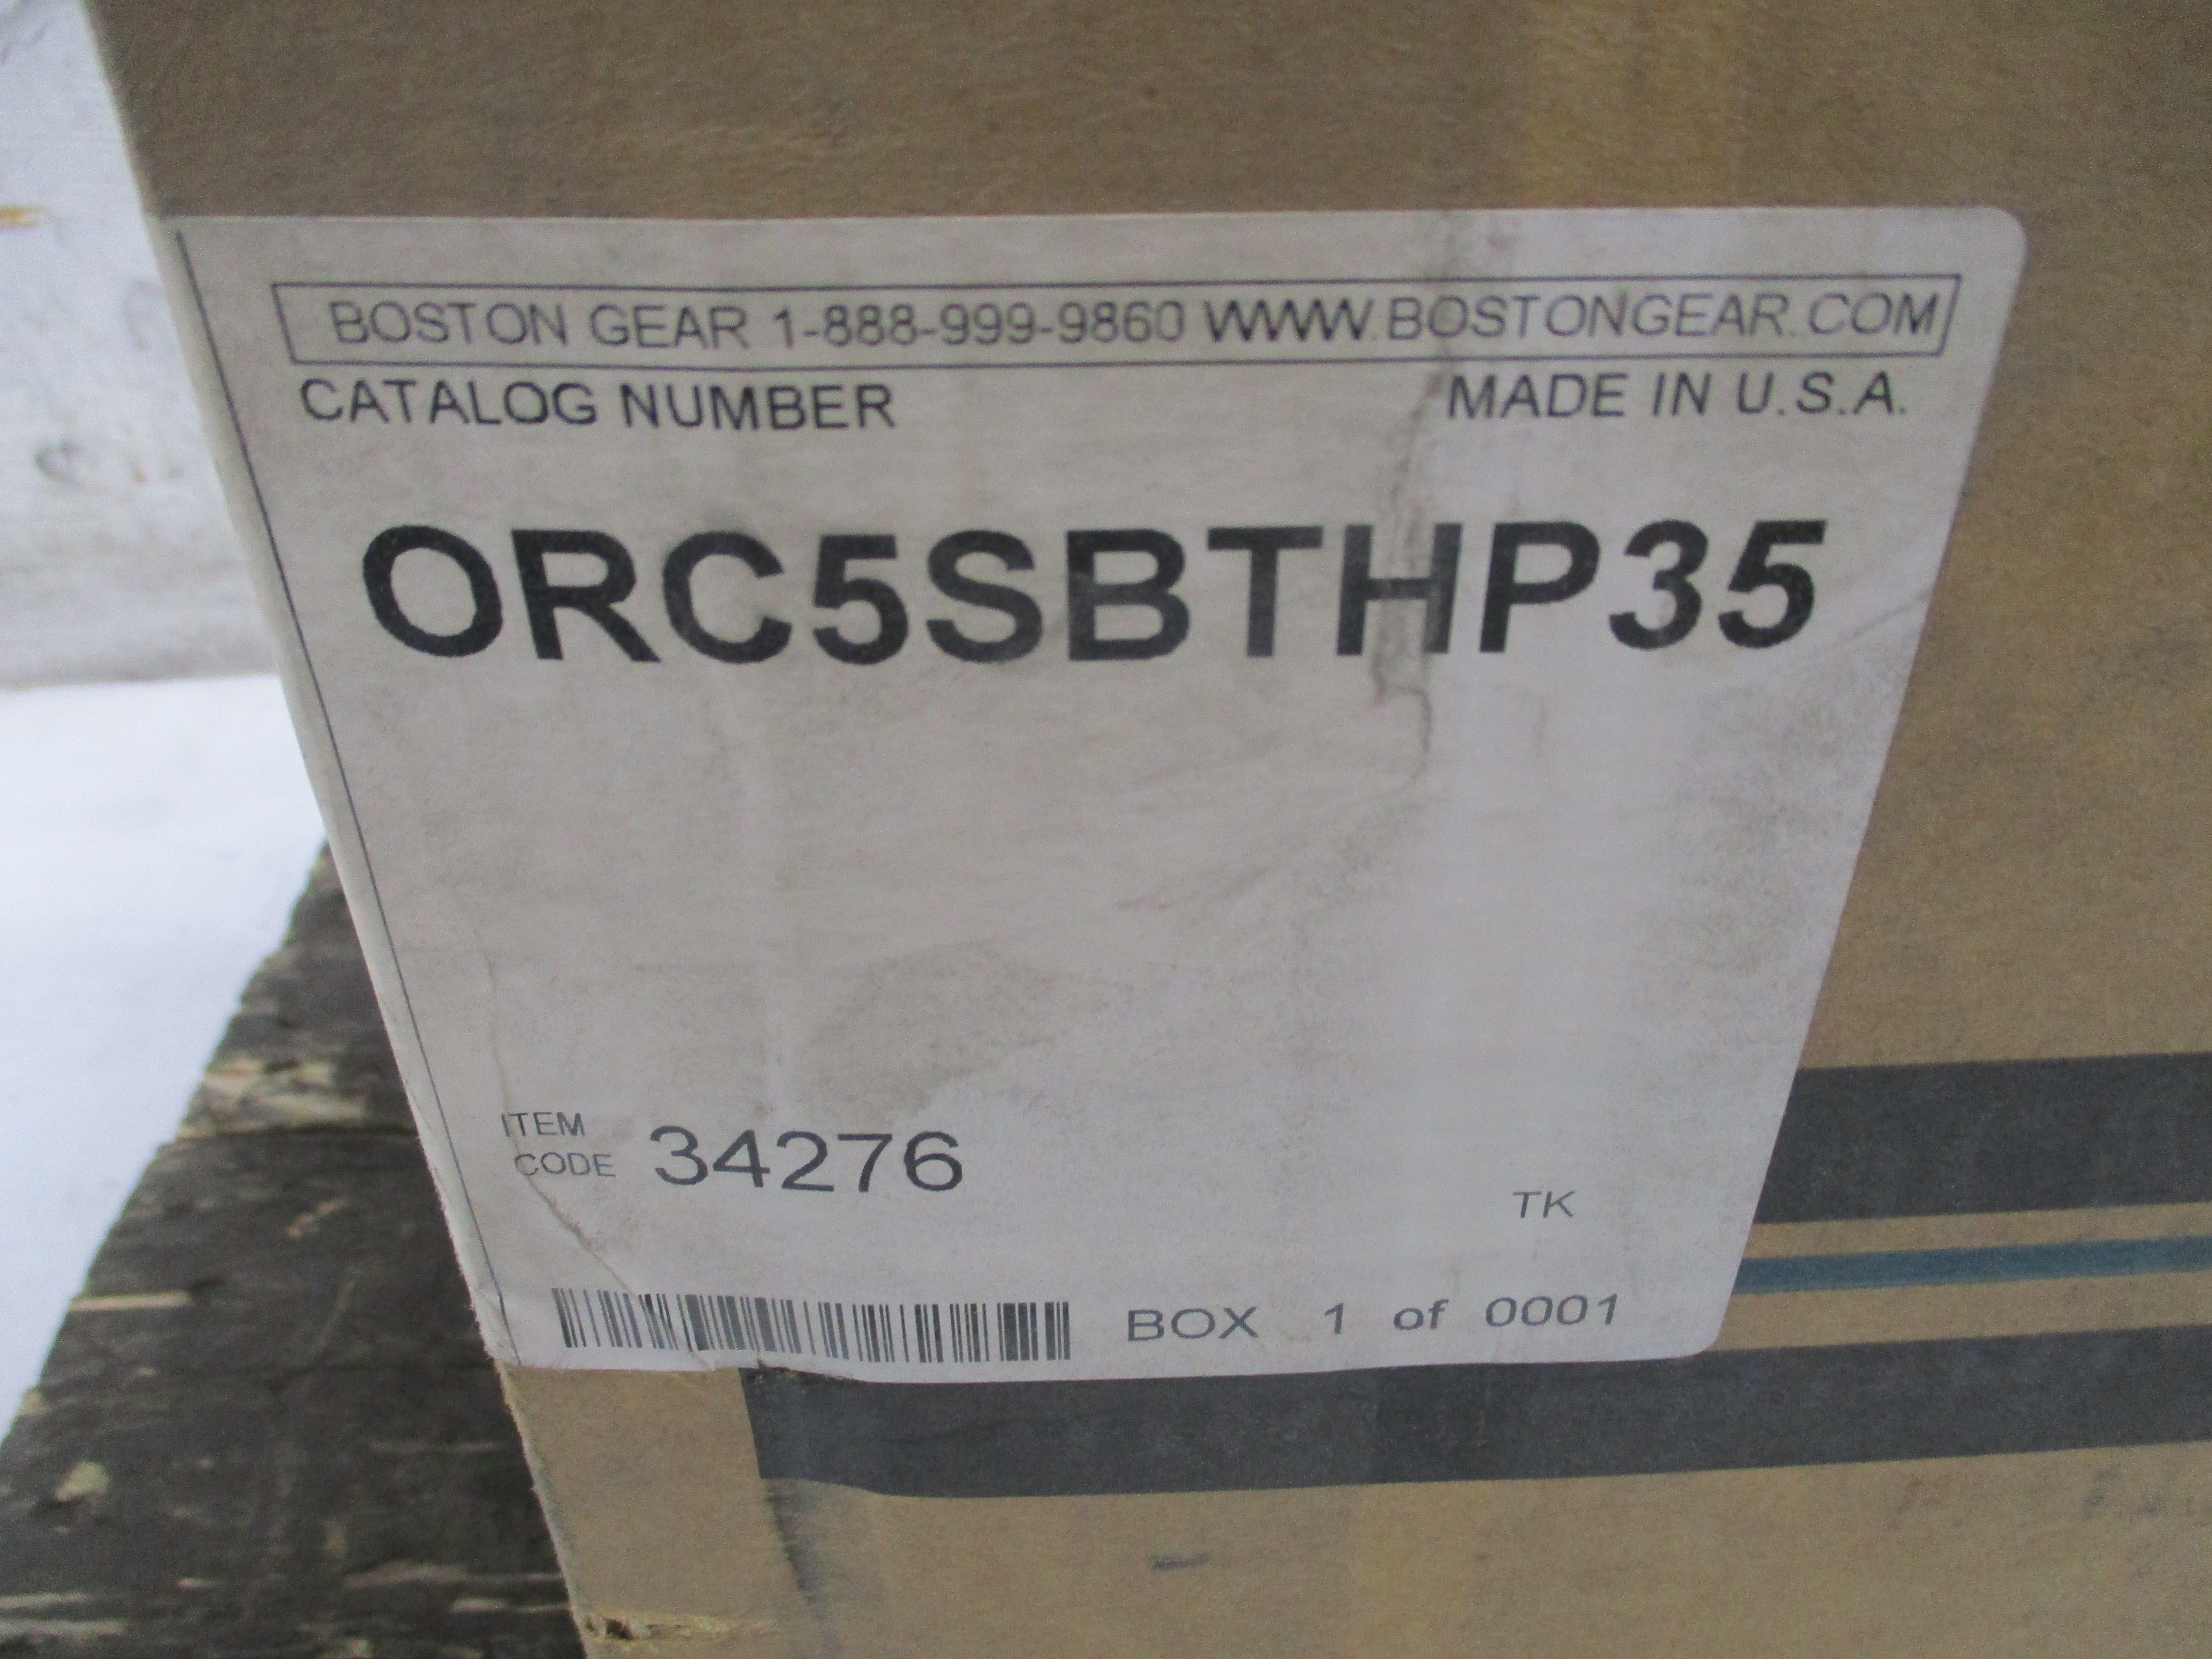 BOSTON GEAR 1-888-999-9860 WWW.BOSTONGEAR.COM
CATALOG NUMBER MADE IN U.S.A.
ORC5SBTHP35
ITEM
CODE 34276
TK
BOX 1 of 0001